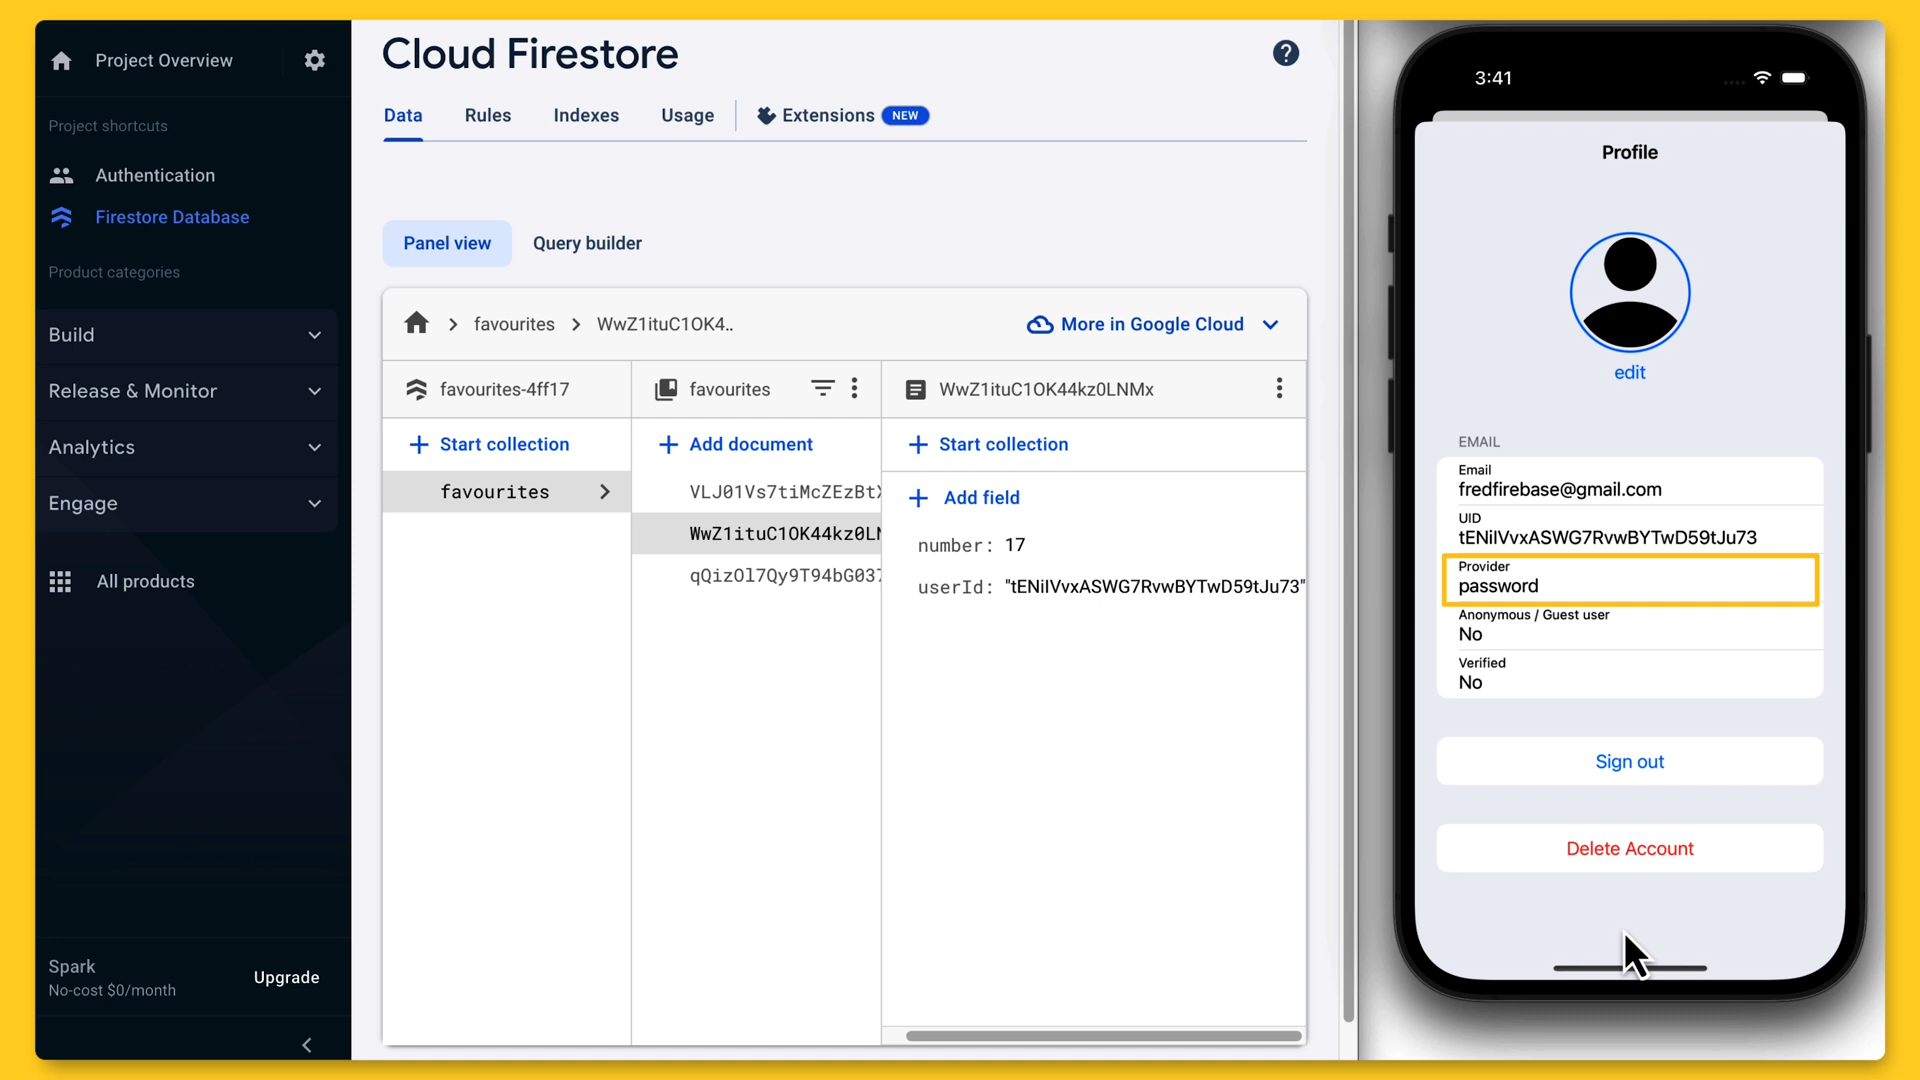 Project Overview
Project shortcuts
Authentication
Firestore Database
Product categories
Build
Release & Monitor
Analytics
Engage
All products
Spark
No-cost $0/month
Upgrade
Cloud Firestore
?
Data Rules Indexes Usage Extensions NEW
Panel view Query builder
favourites WwZ1ituC1OK4.. More in Google Cloud
favourites-4ff17
Start collection
favourites
favourites
Add document
VLJ01Vs7tiMcZEzBtX
WwZ1ituC1OK44kz0LN
qQizOl7Qy9T94bG037
WwZ1ituC1OK44kz0LNMx
Start collection
Add field
number: 17
userId: "tENilVvxASWG7RvwBYTwD59tJu73"
3:41
Profile
edit
EMAIL
Email
fredfirebase@gmail.com
UID
tENilVvxASWG7RvwBYTwD59tJu73
Provider
password
Anonymous / Guest user
No
Verified
No
Sign out
Delete Account